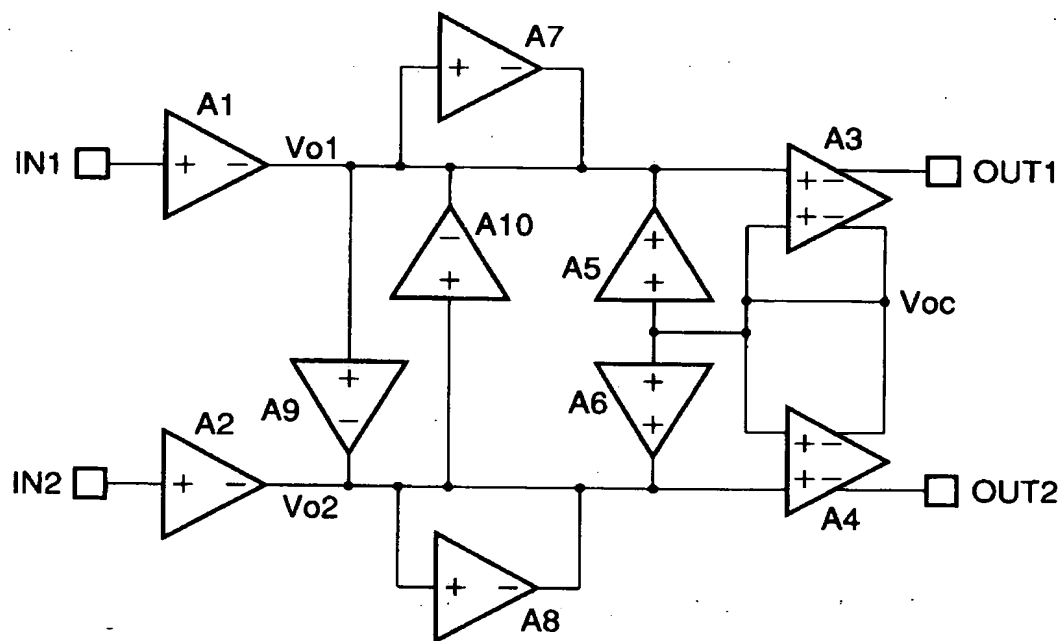 A7
+ −
A1
IN1
+ −
Vo1
A3
+ −
+ −
OUT1
A10
−
+
A5
+
+
Voc
A9
+
−
A6
+
+
A2
IN2
+ −
Vo2
+ −
+ −
OUT2
A4
+ −
A8